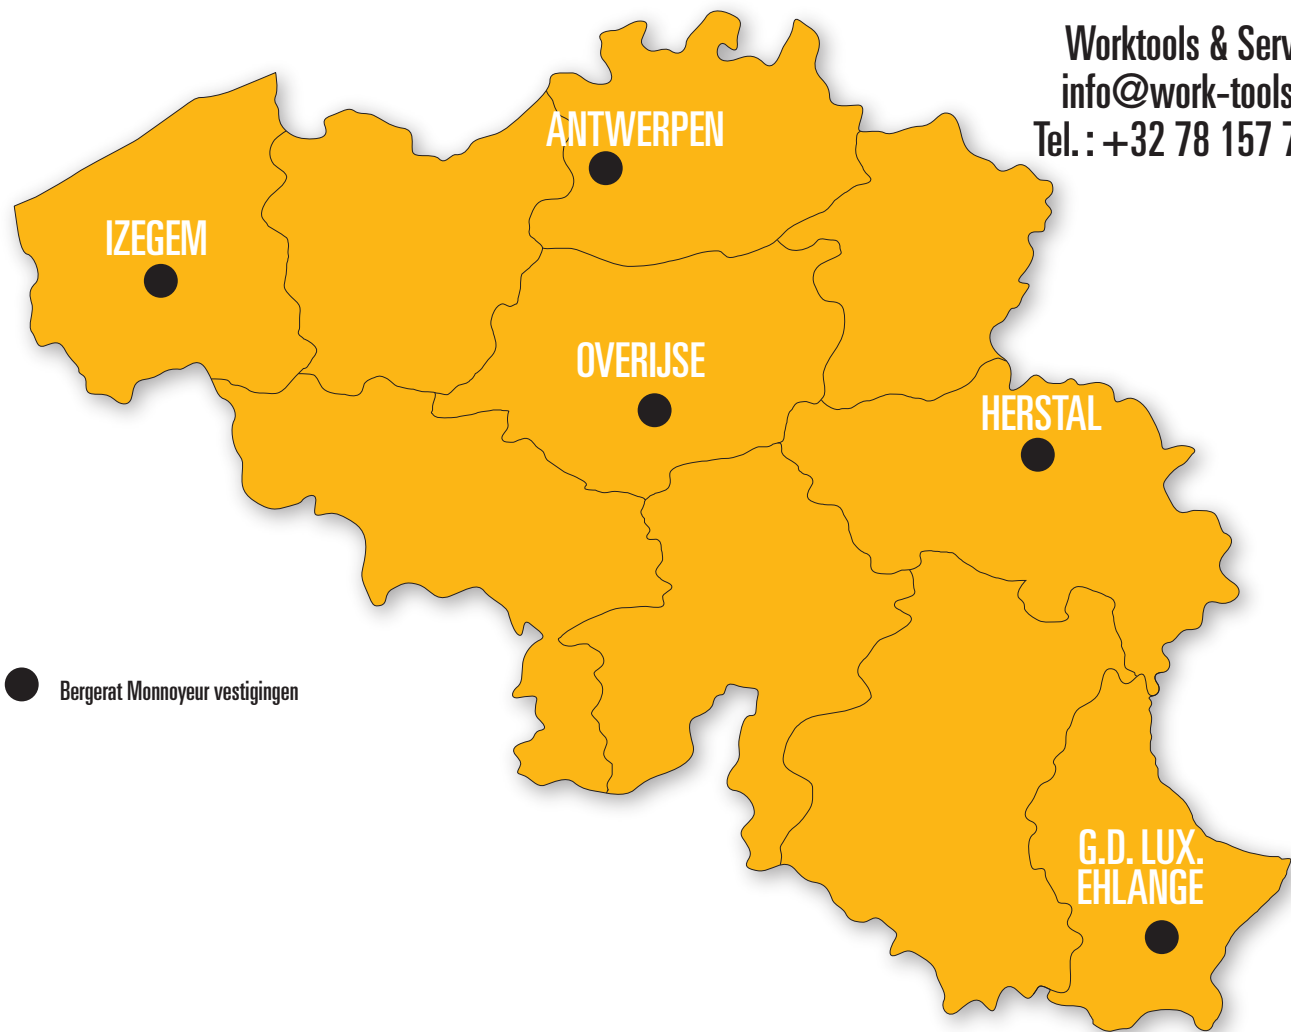 Worktools & Serv
info@work-tools
Tel. : +32 78 157 7
ANTWERPEN
IZEGEM
OVERIJSE
HERSTAL
Bergerat Monnoyeur vestigingen
G.D. LUX.
EHLANGE